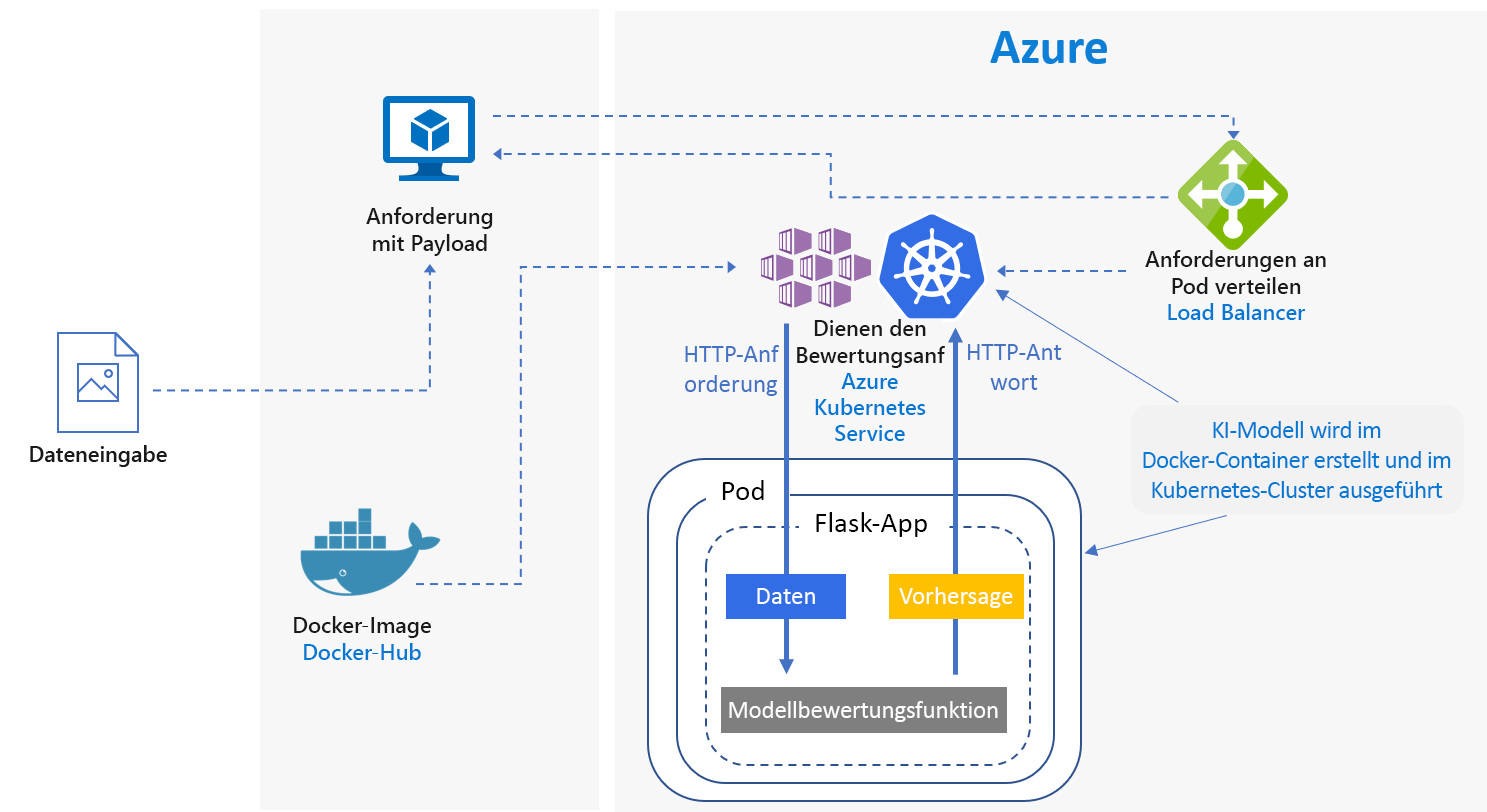 Azure
Anforderung
mit Payload
Anforderungen an
Pod verteilen
Load Balancer
Dateneingabe
HTTP-Anf
orderung
Dienen den
Bewertungsanf
Azure
Kubernetes
Service
HTTP-Ant
wort
KI-Modell wird im
Docker-Container erstellt und im
Kubernetes-Cluster ausgeführt
Docker-Image
Docker-Hub
Pod
Flask-App
Daten
Vorhersage
Modellbewertungsfunktion